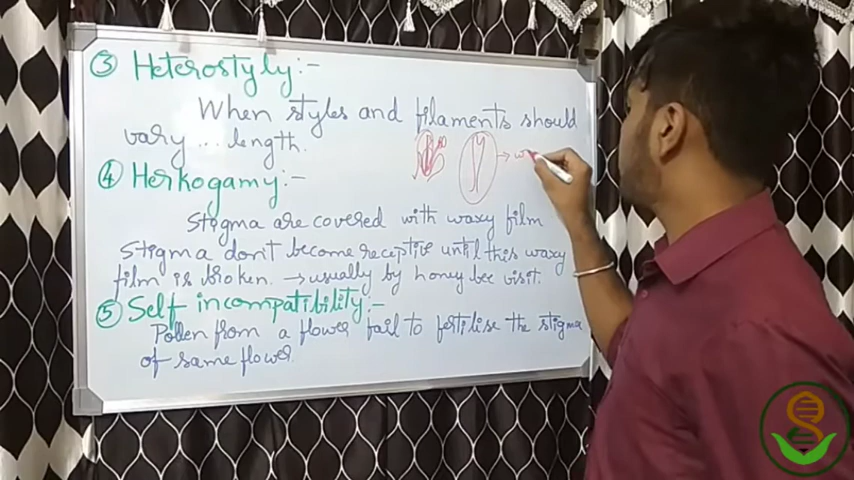 ③ Heterostyly:-
When styles and filaments should
vary ... length.
④ Herkogamy:-
Stigma are covered with waxy film
Stigma don't become receptive until this waxy
film is broken. → usually by honey bee visit.
⑤ Self incompatibility:-
Pollen from a flower fail to fertilise the stigma
of same flower.